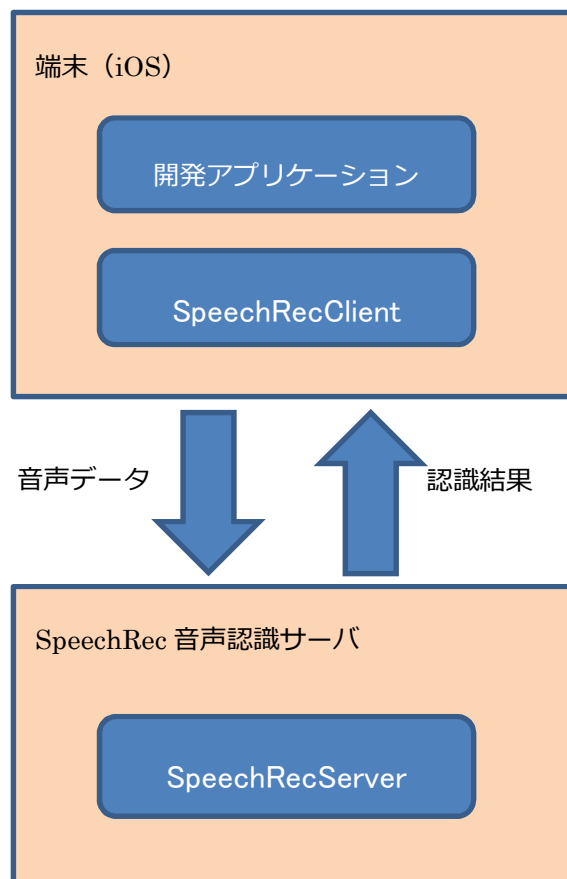 端末（iOS）
開発アプリケーション
SpeechRecClient
音声データ
認識結果
SpeechRec 音声認識サーバ
SpeechRecServer